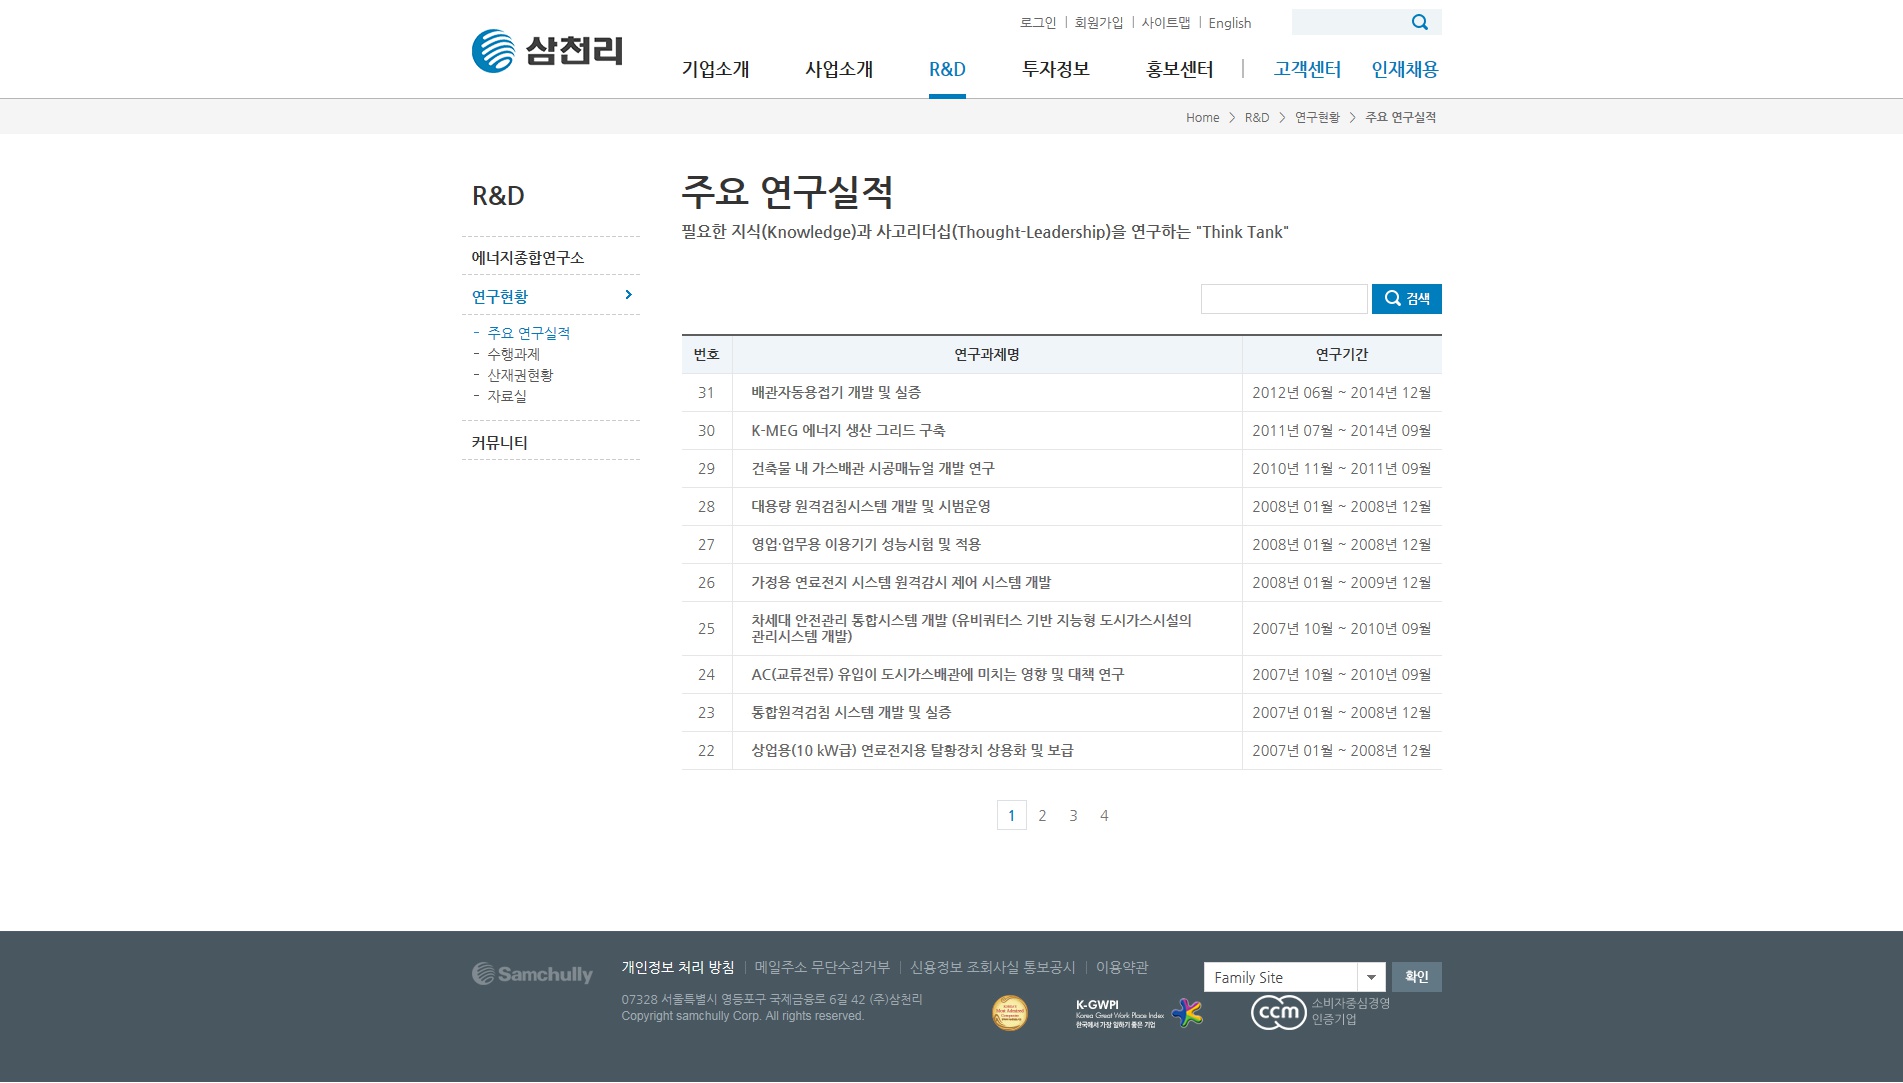 로그인 회원가입 사이트맵 English
삼천리
기업소개 사업소개 R&D 투자정보 홍보센터 고객센터 인재채용
Home > R&D > 연구현황 > 주요 연구실적
R&D
에너지종합연구소
연구현황
- 주요 연구실적
- 수행과제
- 산재권현황
- 자료실
커뮤니티
주요 연구실적
필요한 지식(Knowledge)과 사고리더십(Thought-Leadership)을 연구하는 "Think Tank"
검색
번호 연구과제명 연구기간
31 배관자동용접기 개발 및 실증 2012년 06월 ~ 2014년 12월
30 K-MEG 에너지 생산 그리드 구축 2011년 07월 ~ 2014년 09월
29 건축물 내 가스배관 시공매뉴얼 개발 연구 2010년 11월 ~ 2011년 09월
28 대용량 원격검침시스템 개발 및 시범운영 2008년 01월 ~ 2008년 12월
27 영업·업무용 이용기기 성능시험 및 적용 2008년 01월 ~ 2008년 12월
26 가정용 연료전지 시스템 원격감시 제어 시스템 개발 2008년 01월 ~ 2009년 12월
25 차세대 안전관리 통합시스템 개발 (유비쿼터스 기반 지능형 도시가스시설의
관리시스템 개발) 2007년 10월 ~ 2010년 09월
24 AC(교류전류) 유입이 도시가스배관에 미치는 영향 및 대책 연구 2007년 10월 ~ 2010년 09월
23 통합원격검침 시스템 개발 및 실증 2007년 01월 ~ 2008년 12월
22 상업용(10 kW급) 연료전지용 탈황장치 상용화 및 보급 2007년 01월 ~ 2008년 12월
1 2 3 4
Samchully
개인정보 처리 방침 메일주소 무단수집거부 신용정보 조회사실 통보공시 이용약관
Family Site 확인
07328 서울특별시 영등포구 국제금융로 6길 42 (주)삼천리
Copyright samchully Corp. All rights reserved.
K-GWPI
Korea Great Work Place Index
한국에서 가장 일하기 좋은 기업
ccm
소비자중심경영
인증기업